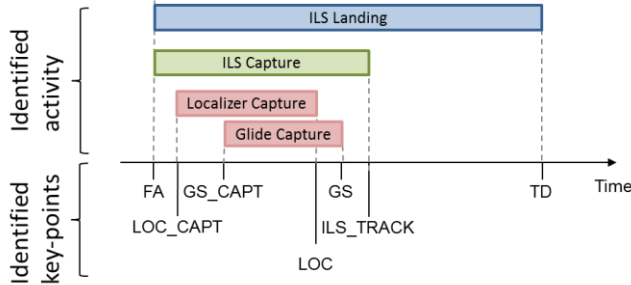 Identified
activity
ILS Landing
ILS Capture
Localizer Capture
Glide Capture
Identified
key-points
FA
GS_CAPT
GS
TD
Time
LOC_CAPT
ILS_TRACK
LOC